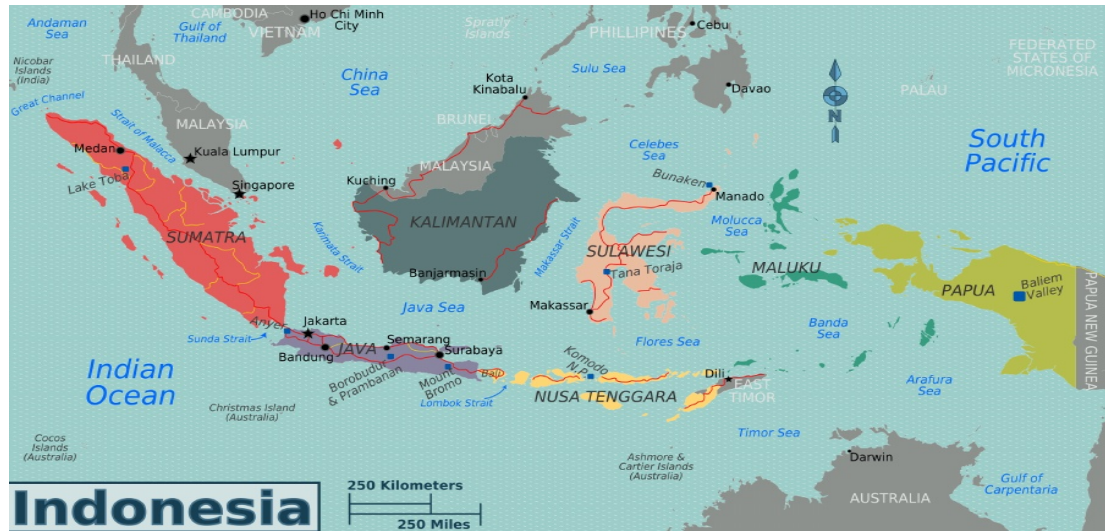 Andaman
Sea
CAMBODIA
Gulf of
Thailand
Ho Chi Minh
City
VIETNAM
Spratly
Islands
PHILLIPINES
Cebu
FEDERATED
STATES OF
MICRONESIA
THAILAND
Nicobar
Islands
(India)
China
Sea
Sulu Sea
Kota
Kinabalu
Davao
N
PALAU
Great Channel
Strait of Malacca
MALAYSIA
BRUNEI
South
Pacific
Medan
Kuala Lumpur
Celebes
Sea
MALAYSIA
Lake Toba
Singapore
Kuching
Bunaken
Manado
SUMATRA
Karimata Strait
KALIMANTAN
Makassar Strait
SULAWESI
Molucca
Sea
MALUKU
Tana Toraja
Banjarmasin
PAPUA
Baliem
Valley
PAPUA NEW GUINEA
Java Sea
Makassar
Banda
Sea
Anyer
Jakarta
Sunda Strait
JAVA
Semarang
Surabaya
Flores Sea
Bandung
Borobudur
& Prambanan
Mount
Bromo
Bali
Komodo
N.P.
Dili
EAST
TIMOR
Arafura
Sea
Indian
Ocean
Lombok Strait
NUSA TENGGARA
Christmas Island
(Australia)
Timor Sea
Cocos
Islands
(Australia)
Ashmore &
Cartier Islands
(Australia)
Darwin
Gulf of
Carpentaria
AUSTRALIA
Indonesia
250 Kilometers
250 Miles